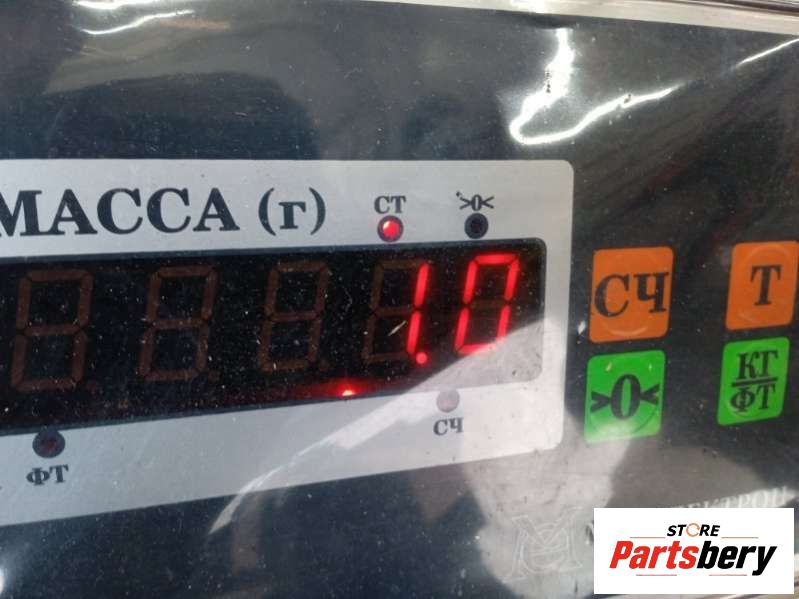 МАССА (г)
СТ
>0<
1.0
СЧ
Т
>0<
КГ
ФТ
ФТ
СЧ
STORE
Partsbery